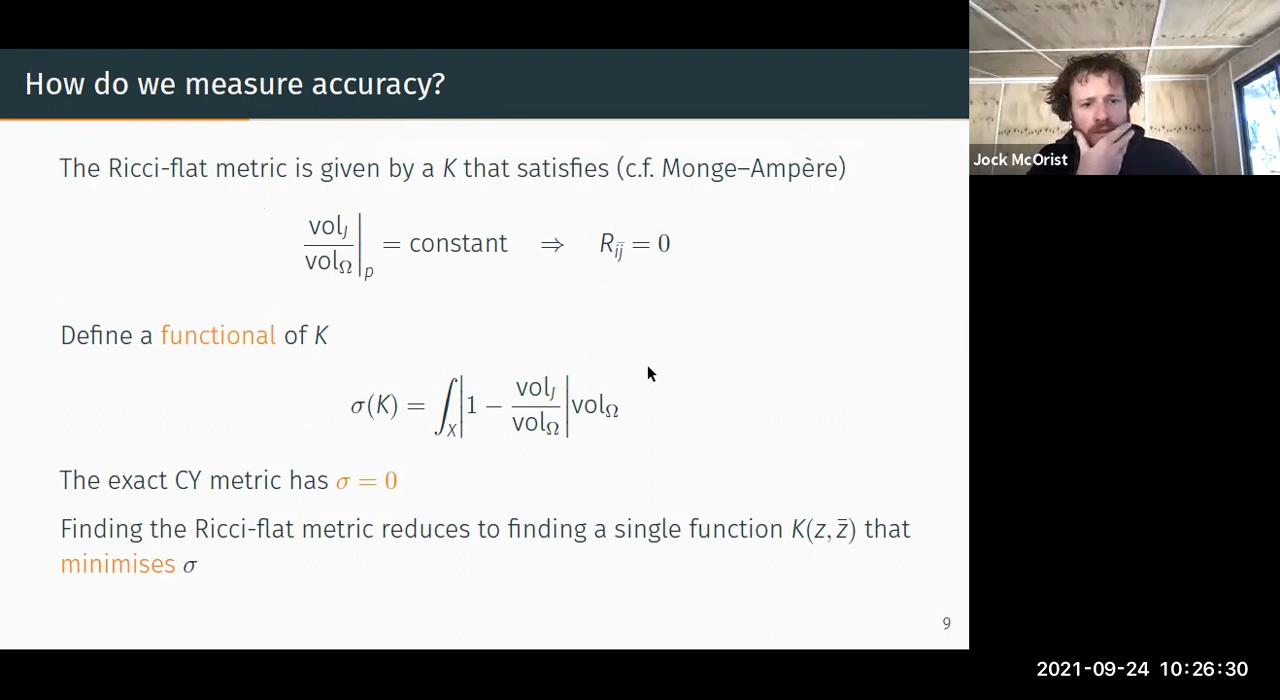 How do we measure accuracy?
The Ricci-flat metric is given by a K that satisfies (c.f. Monge–Ampère)
vol_J / vol_Ω |_p = constant ⇒ R_{i\bar{j}} = 0
Define a functional of K
σ(K) = ∫_X |1 − vol_J / vol_Ω| vol_Ω
The exact CY metric has σ = 0
Finding the Ricci-flat metric reduces to finding a single function K(z, z̄) that
minimises σ
9
Jock McOrist
2021-09-24 10:26:30